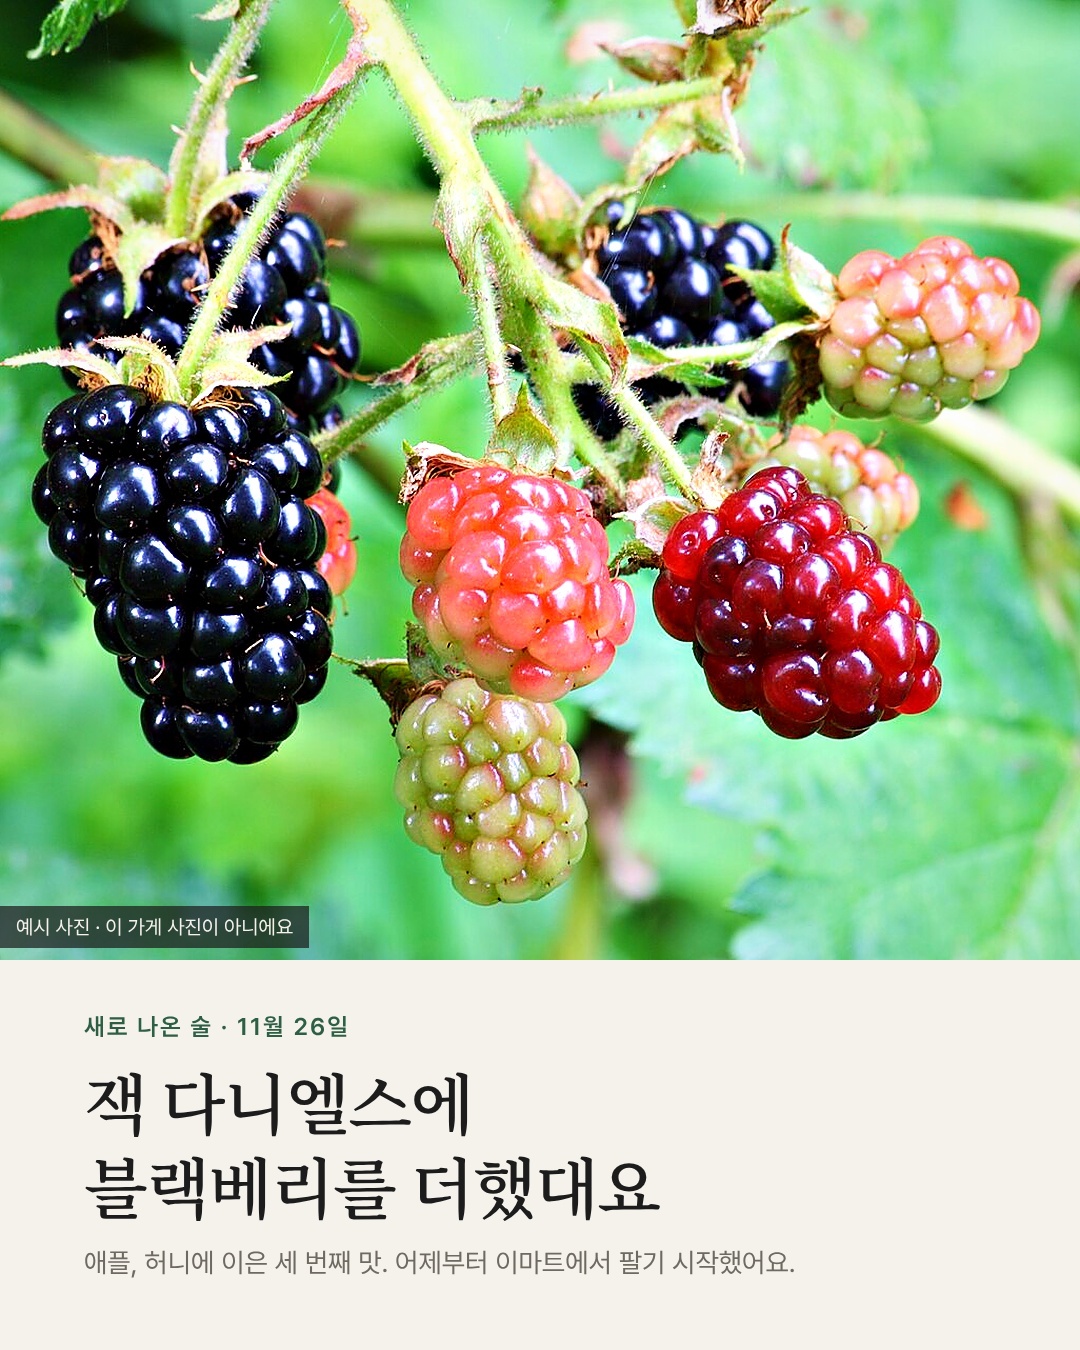 예시 사진 · 이 가게 사진이 아니에요
새로 나온 술 · 11월 26일
잭 다니엘스에
블랙베리를 더했대요
애플, 허니에 이은 세 번째 맛. 어제부터 이마트에서 팔기 시작했어요.